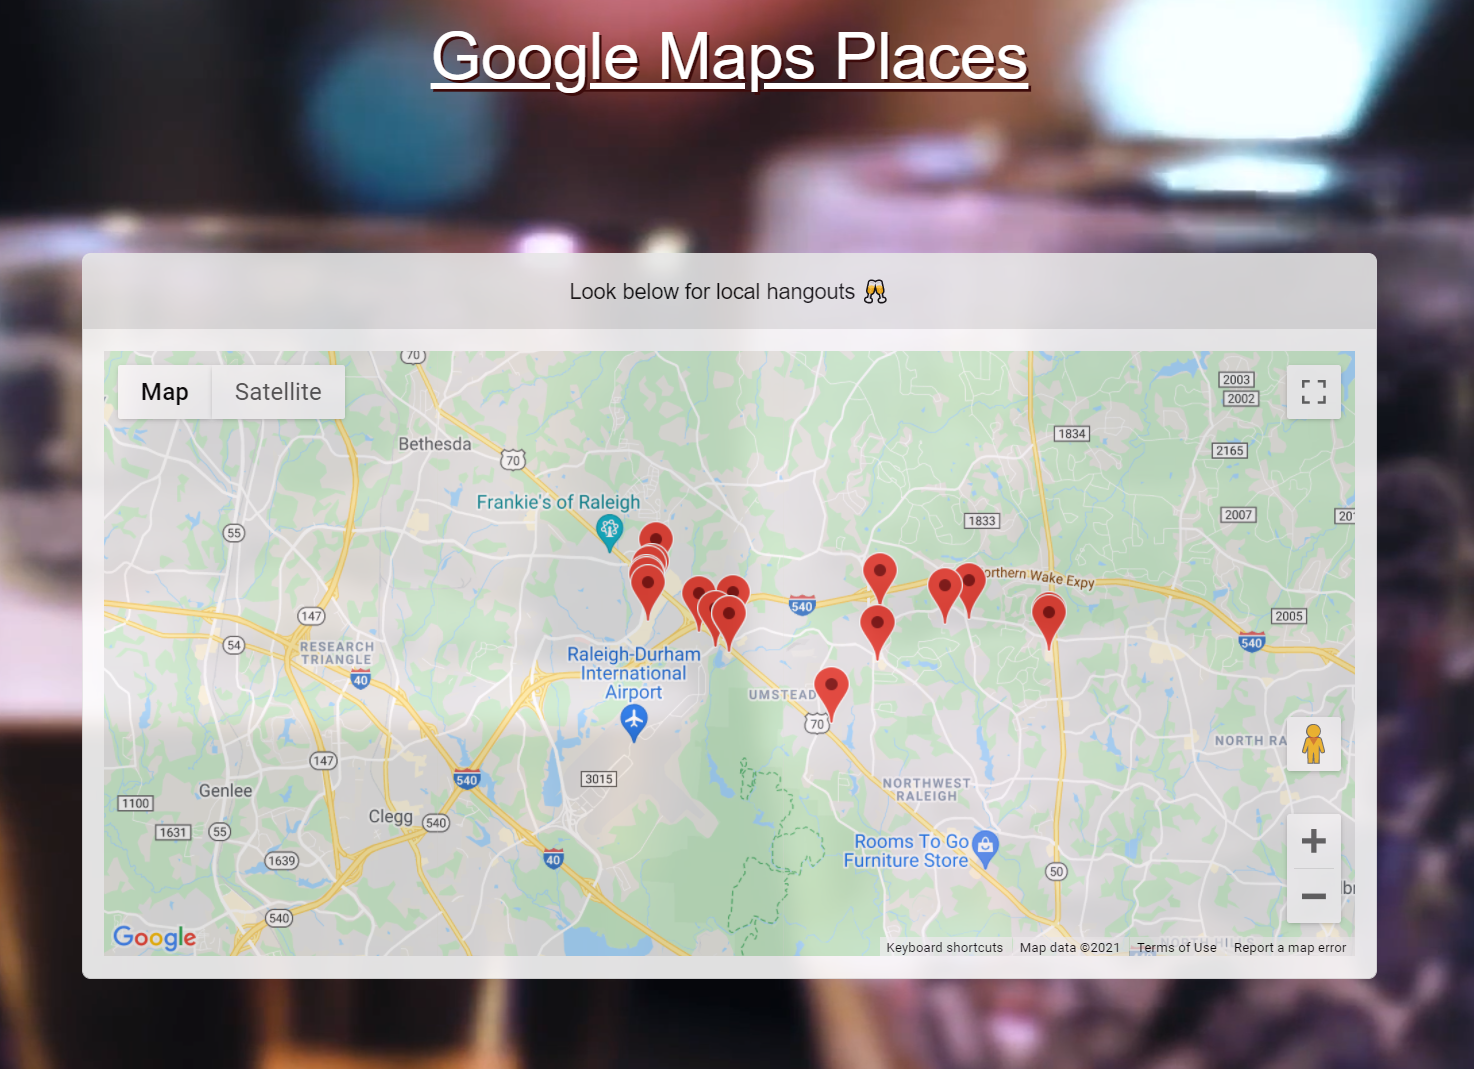 Google Maps Places
Look below for local hangouts
Map
Satellite
70
2003
2002
1834
Bethesda
70
2165
Frankie's of Raleigh
55
1833
2007
Northern Wake Expy
540
147
2005
54
RESEARCH
TRIANGLE
540
40
Raleigh-Durham
International
Airport
UMSTEAD
70
NORTH RA
147
540
3015
NORTHWEST
RALEIGH
Genlee
1100
Clegg
540
1631
55
Rooms To Go
Furniture Store
1639
40
50
540
Google
NORTH HI
Keyboard shortcuts
Map data ©2021
Terms of Use
Report a map error